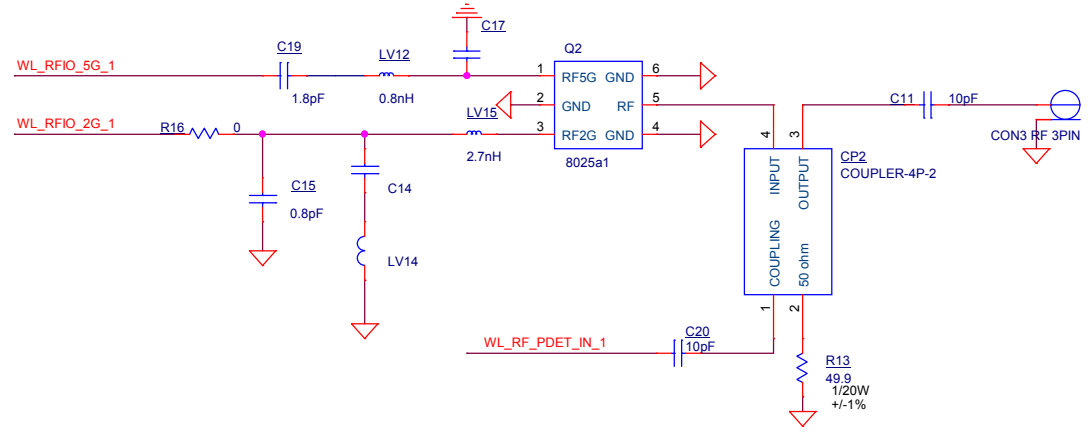 C17
C19
LV12
Q2
WL_RFIO_5G_1
1.8pF
0.8nH
1
RF5G
GND
6
2
GND
RF
5
3
RF2G
GND
4
8025a1
WL_RFIO_2G_1
R16
0
LV15
2.7nH
C15
0.8pF
C14
LV14
C11
10pF
CON3 RF 3PIN
4
3
INPUT
OUTPUT
COUPLING
50 ohm
1
2
CP2
COUPLER-4P-2
WL_RF_PDET_IN_1
C20
10pF
R13
49.9
1/20W
+/-1%